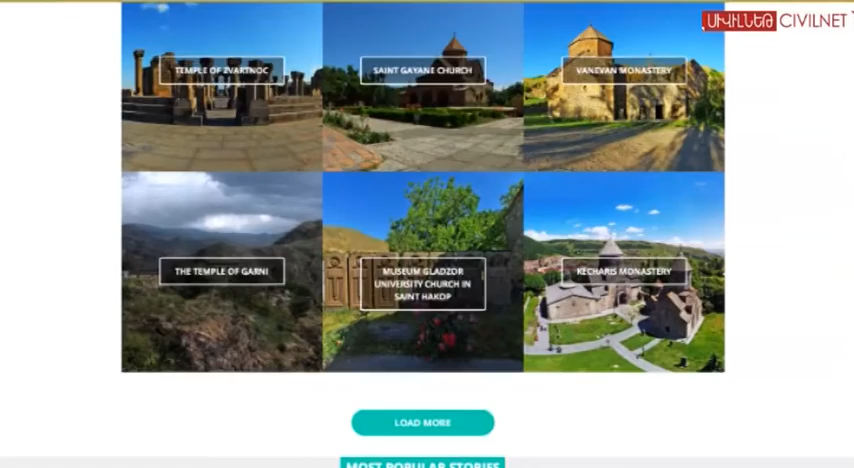 ՍԻՎԻԼՆԵԹ CIVILNET
TEMPLE OF ZVARTNOC
SAINT GAYANE CHURCH
VANEVAN MONASTERY
THE TEMPLE OF GARNI
MUSEUM GLADZOR
UNIVERSITY CHURCH IN
SAINT HAKOP
KECHARIS MONASTERY
LOAD MORE
MOST POPULAR STORIES